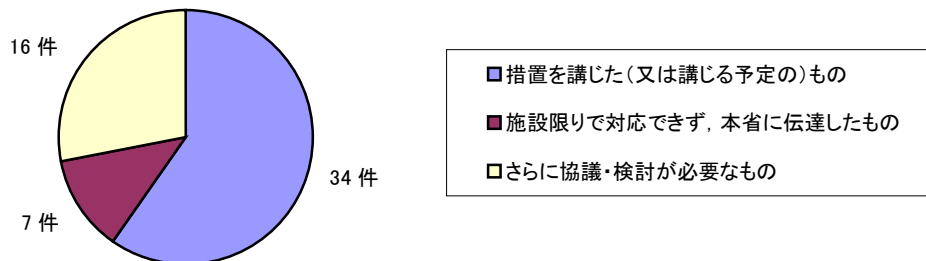 16 件
措置を講じた(又は講じる予定の)もの
施設限りで対応できず,本省に伝達したもの
さらに協議・検討が必要なもの
34 件
7 件